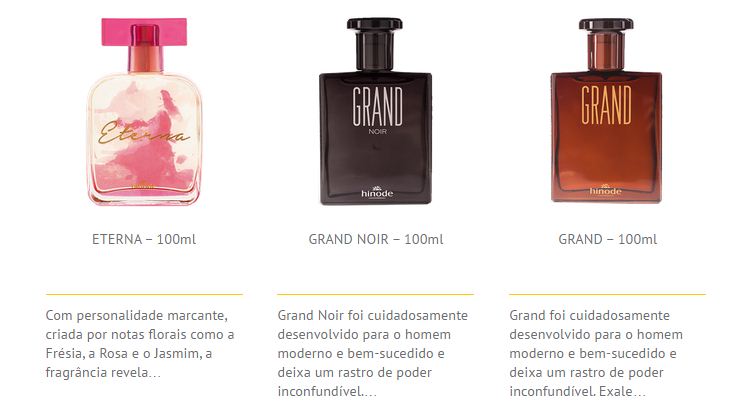 Eterna
hinode
GRAND
NOIR
hinode
GRAND
hinode
ETERNA – 100ml
GRAND NOIR – 100ml
GRAND – 100ml
Com personalidade marcante,
criada por notas florais como a
Frésia, a Rosa e o Jasmim, a
fragrância revela…
Grand Noir foi cuidadosamente
desenvolvido para o homem
moderno e bem-sucedido e
deixa um rastro de poder
inconfundível.…
Grand foi cuidadosamente
desenvolvido para o homem
moderno e bem-sucedido e
deixa um rastro de poder
inconfundível. Exale…